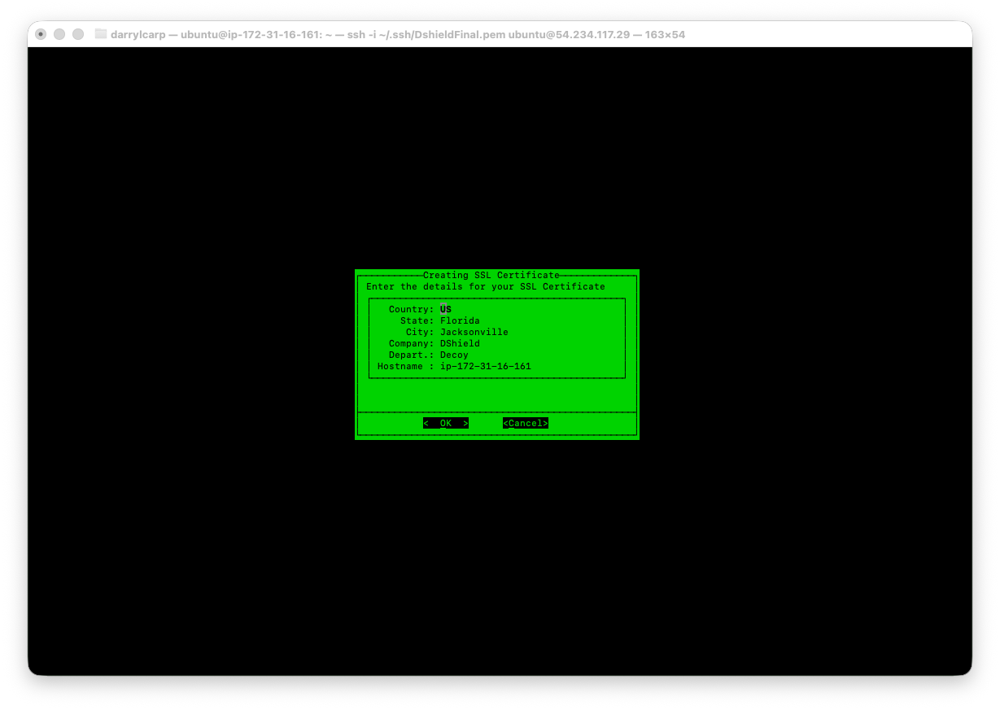 darrylcarp — ubuntu@ip-172-31-16-161: ~ — ssh -i ~/.ssh/DshieldFinal.pem ubuntu@54.234.117.29 — 163×54
Creating SSL Certificate
Enter the details for your SSL Certificate
Country: US
State: Florida
City: Jacksonville
Company: DShield
Depart.: Decoy
Hostname : ip-172-31-16-161
< OK > <Cancel>